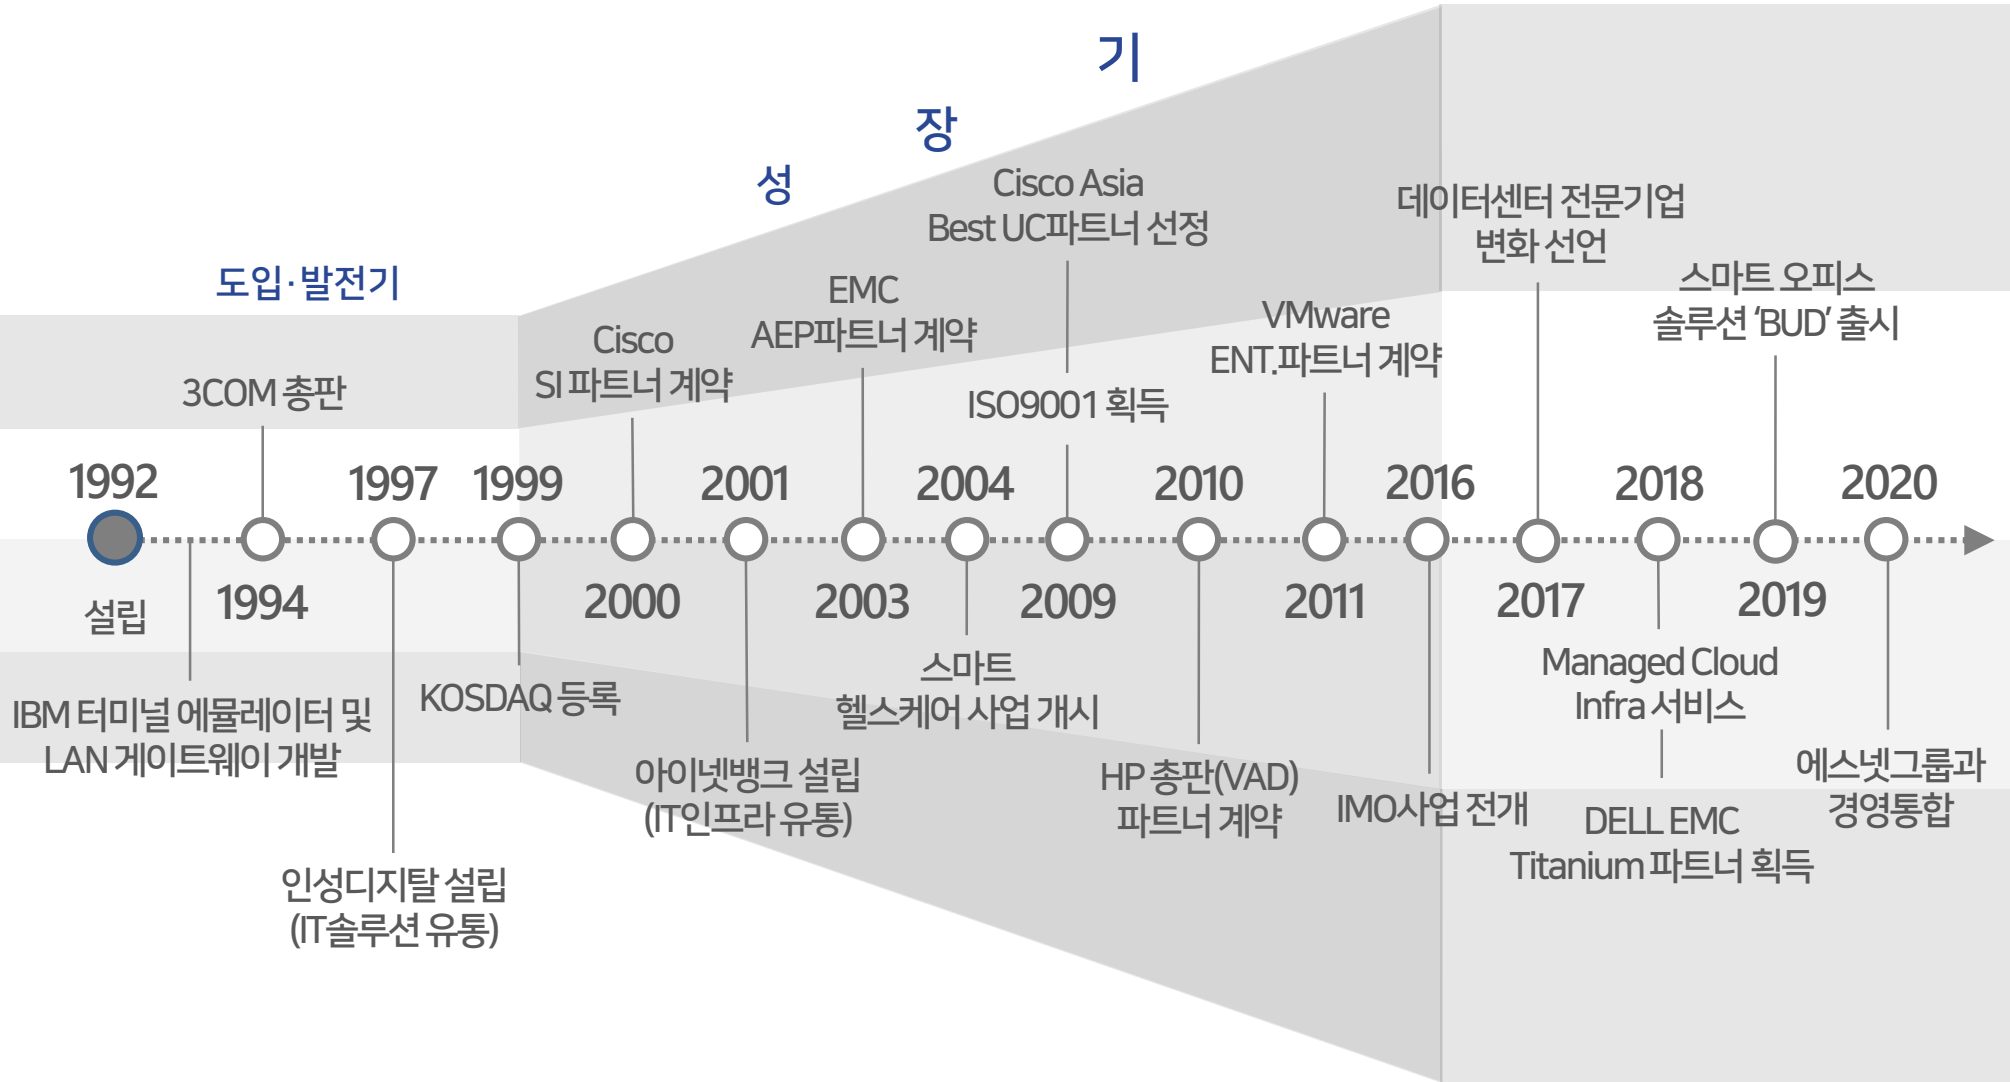 도입·발전기
성
장
기
1992
설립
IBM 터미널 에뮬레이터 및
LAN 게이트웨이 개발
3COM 총판
1994
1997
인성디지탈 설립
(IT솔루션 유통)
1999
KOSDAQ 등록
Cisco
SI 파트너 계약
2000
2001
아이넷뱅크 설립
(IT인프라 유통)
EMC
AEP파트너 계약
2003
2004
스마트
헬스케어 사업 개시
Cisco Asia
Best UC파트너 선정
ISO9001 획득
2009
2010
HP 총판(VAD)
파트너 계약
VMware
ENT.파트너 계약
2011
2016
IMO사업 전개
데이터센터 전문기업
변화 선언
2017
2018
Managed Cloud
Infra 서비스
DELL EMC
Titanium 파트너 획득
스마트 오피스
솔루션 ‘BUD’ 출시
2019
2020
에스넷그룹과
경영통합